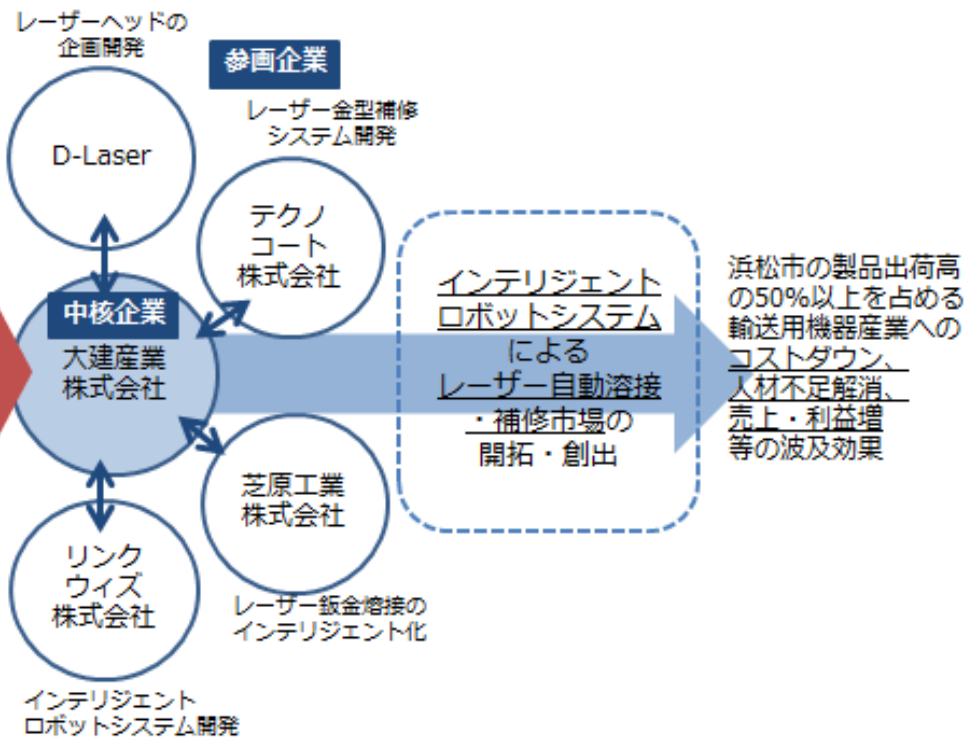 レーザーヘッドの
企画開発
D-Laser
参画企業
レーザー金型補修
システム開発
テクノ
コート
株式会社
中核企業
大建産業
株式会社
芝原工業
株式会社
レーザー鈑金熔接の
インテリジェント化
リンク
ウィズ
株式会社
インテリジェント
ロボットシステム開発
インテリジェント
ロボットシステム
による
レーザー自動溶接
・補修市場の
開拓・創出
浜松市の製品出荷高
の50%以上を占める
輸送用機器産業への
コストダウン、
人材不足解消、
売上・利益増
等の波及効果